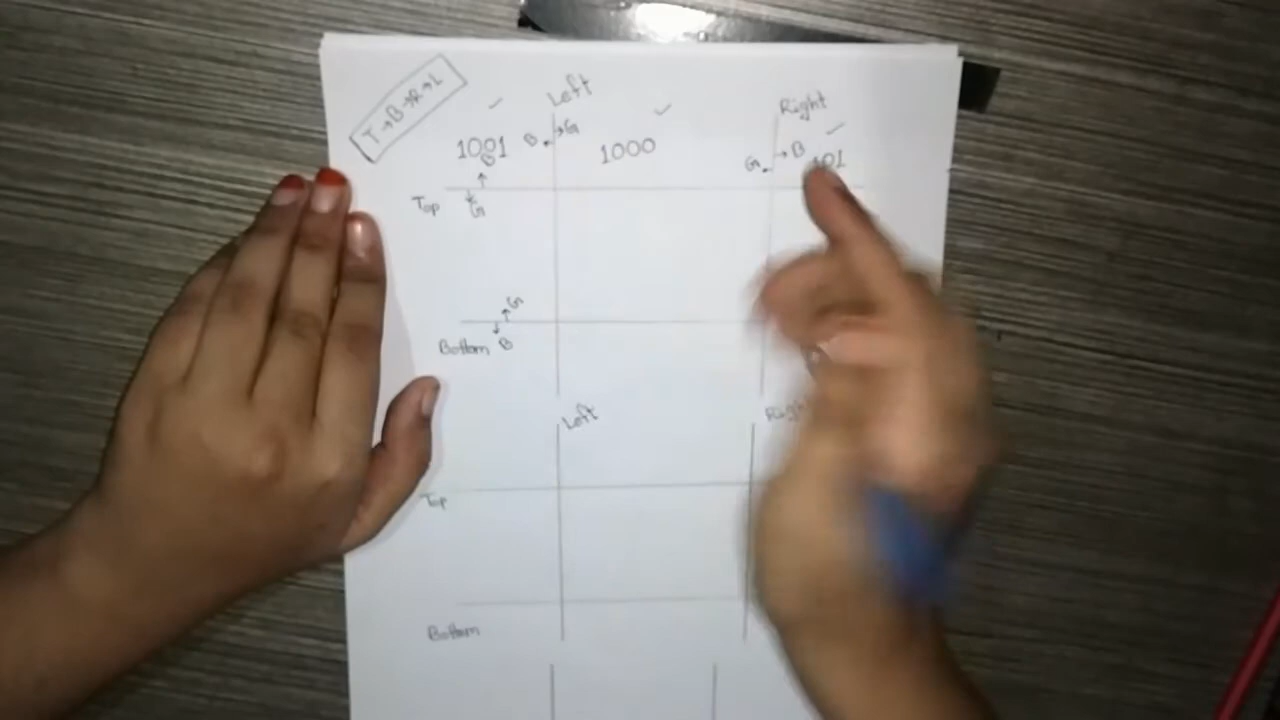 T→B→R→L
Left
Right
1001
B
G
1000
G
B
B
Top
G
G
Bottom
B
Left
Top
Bottom